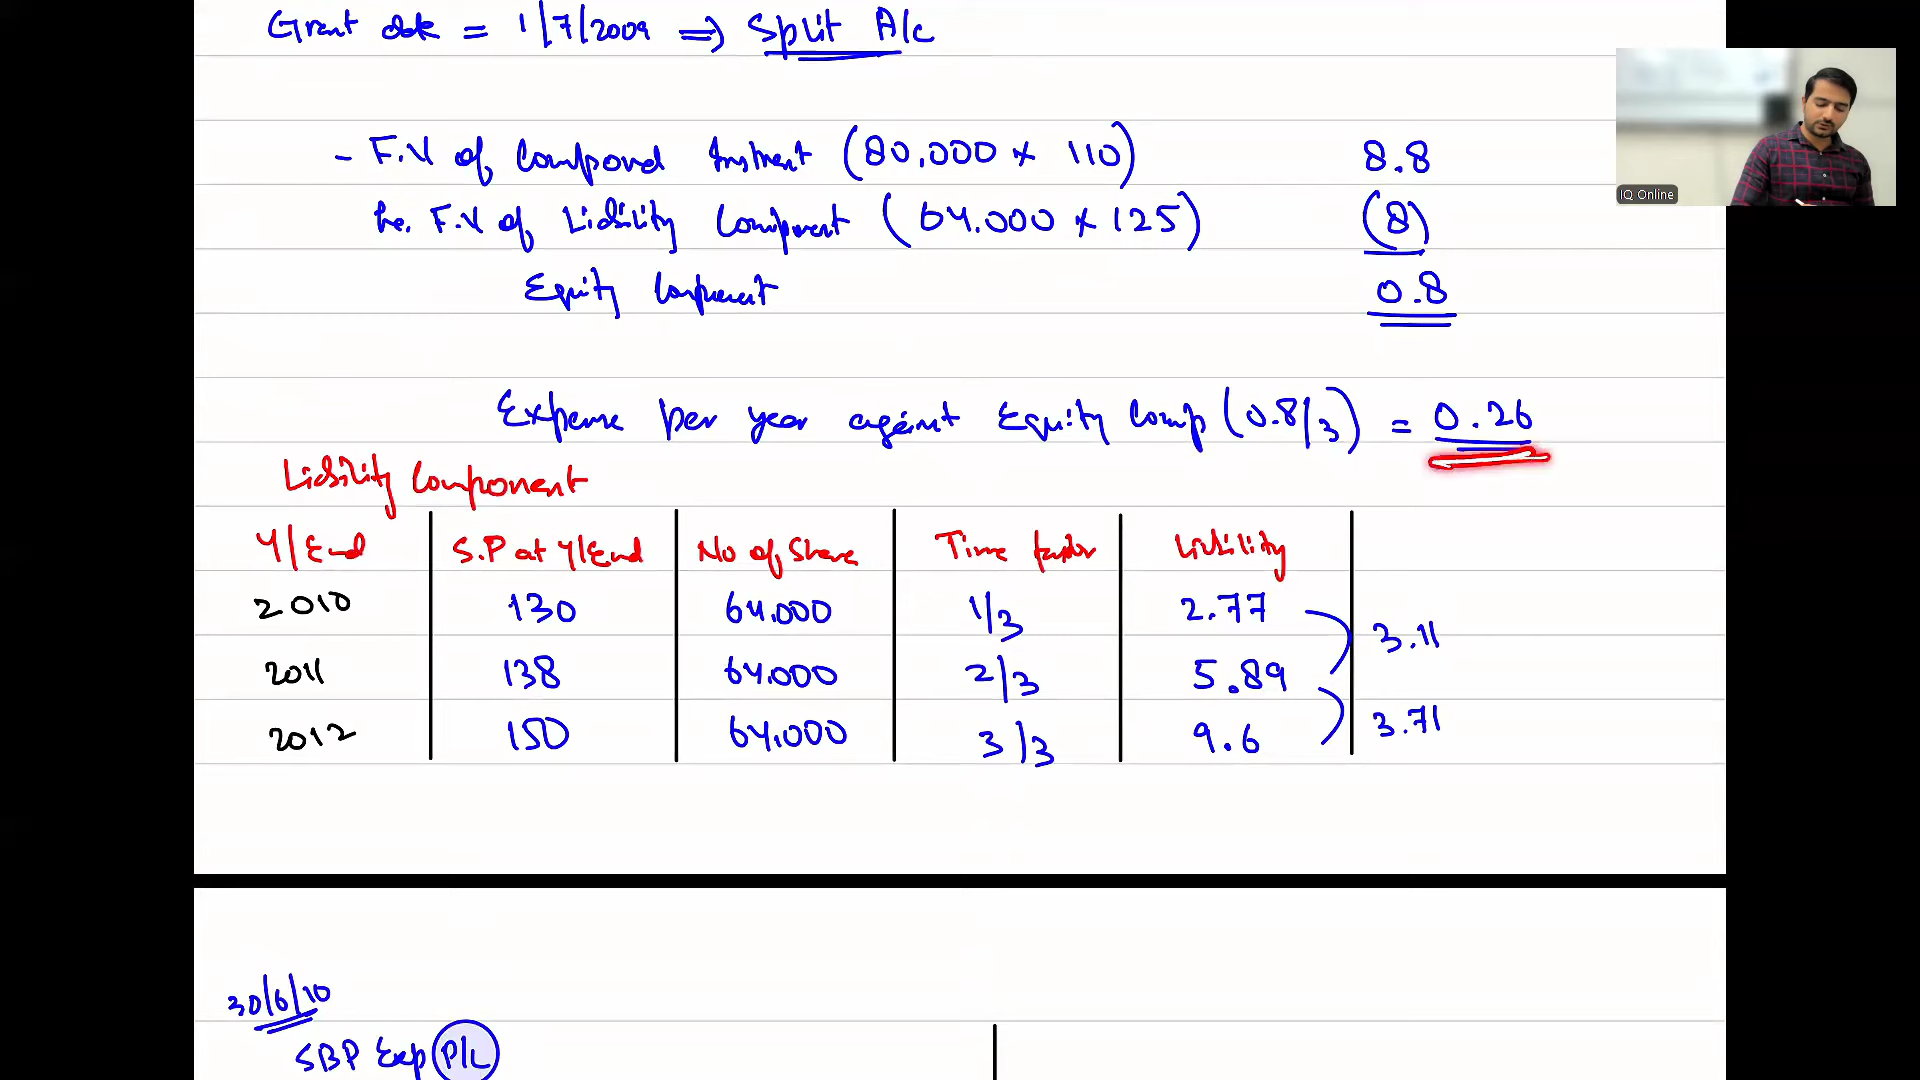 Grant date = 1/7/2009 ⇒ Split A/c
IQ Online
- F.V of Compound Instment (80,000 × 110) 8.8
Le. F.V of Liability Component (64,000 × 125) (8)
Equity Component 0.8
Expense per year against Equity Comp (0.8/3) = 0.26
Liability Component
Y/End S.P at Y/End No of Share Time factor Liability
2010 130 64,000 1/3 2.77
3.11
2011 138 64,000 2/3 5.89
2012 150 64,000 3/3 9.6 3.71
30/6/10
SBP Exp P/L